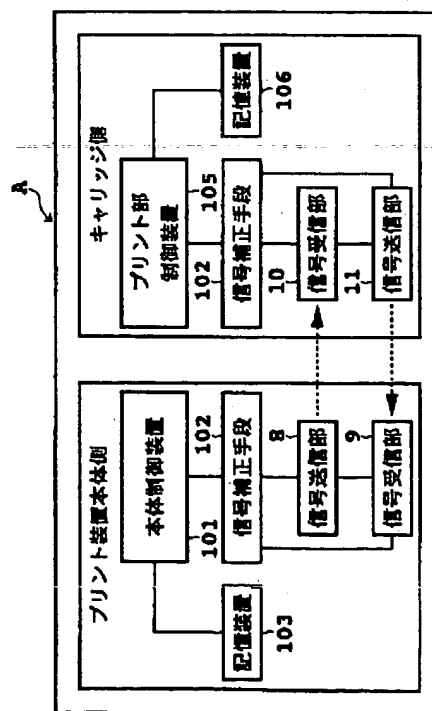 A
プリント装置本体側
本体制御装置
101
102
信号補正手段
記憶装置
103
信号送信部
8
信号受信部
9
キャリッジ側
プリント部
制御装置
105
記憶装置
106
102
信号補正手段
10
信号受信部
11
信号送信部